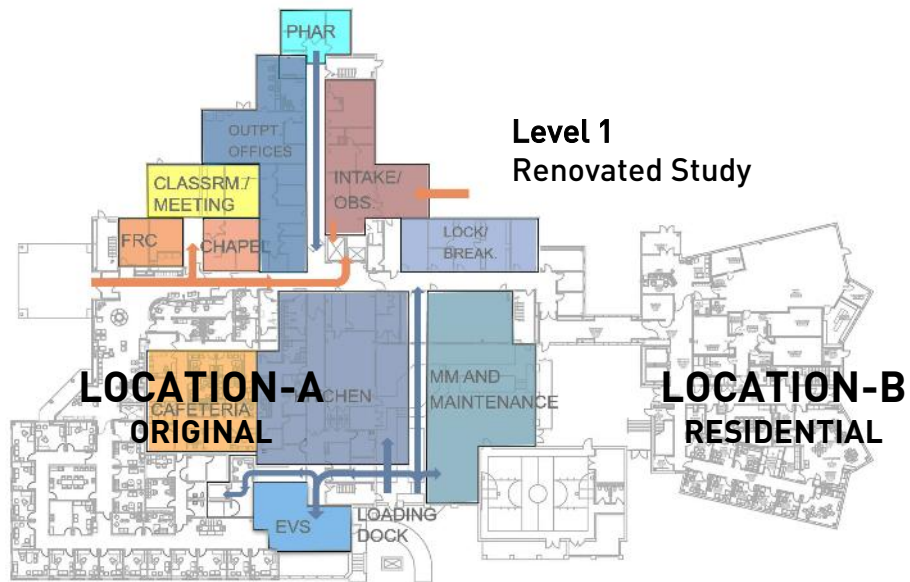 PHAR
OUTPT.
OFFICES
Level 1
Renovated Study
CLASSRM./
MEETING
INTAKE/
OBS.
FRC
CHAPEL
LOCK/
BREAK.
LOCATION-A
ORIGINAL
CHEN
CAFETERIA
MM AND
MAINTENANCE
LOCATION-B
RESIDENTIAL
EVS
LOADING
DOCK